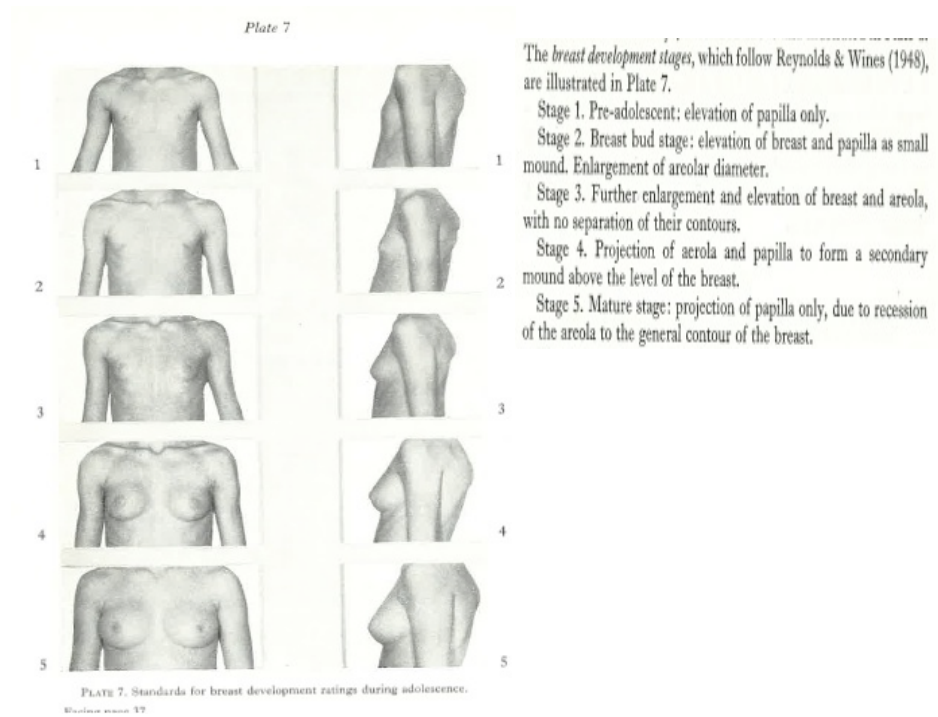 Plate 7
1
1
2
2
3
3
4
4
5
5
PLATE 7. Standards for breast development ratings during adolescence.
Facing page 37
The breast development stages, which follow Reynolds & Wines (1948),
are illustrated in Plate 7.
Stage 1. Pre-adolescent: elevation of papilla only.
Stage 2. Breast bud stage: elevation of breast and papilla as small
mound. Enlargement of areolar diameter.
Stage 3. Further enlargement and elevation of breast and areola,
with no separation of their contours.
Stage 4. Projection of aerola and papilla to form a secondary
mound above the level of the breast.
Stage 5. Mature stage: projection of papilla only, due to recession
of the areola to the general contour of the breast.